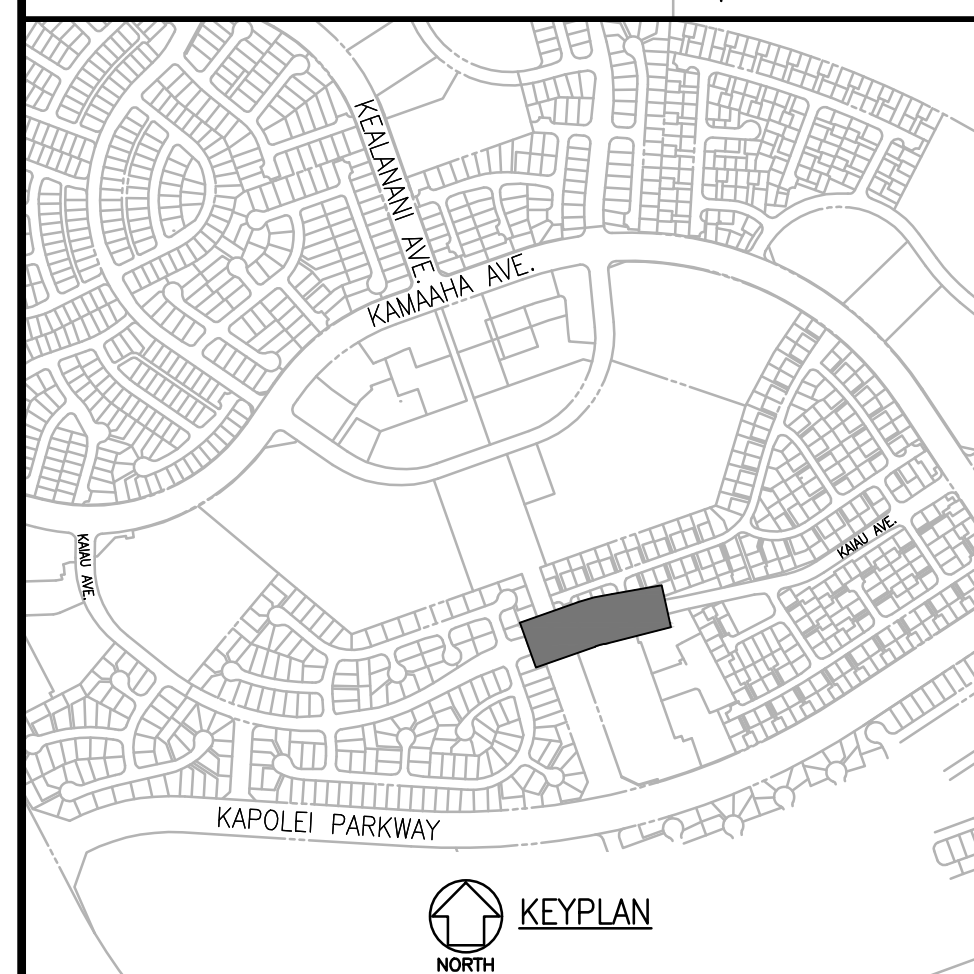 KEALANANI AVE.
KAMAAHA AVE.
KAIAU AVE.
KAIAU AVE.
KAPOLEI PARKWAY
KEYPLAN
NORTH